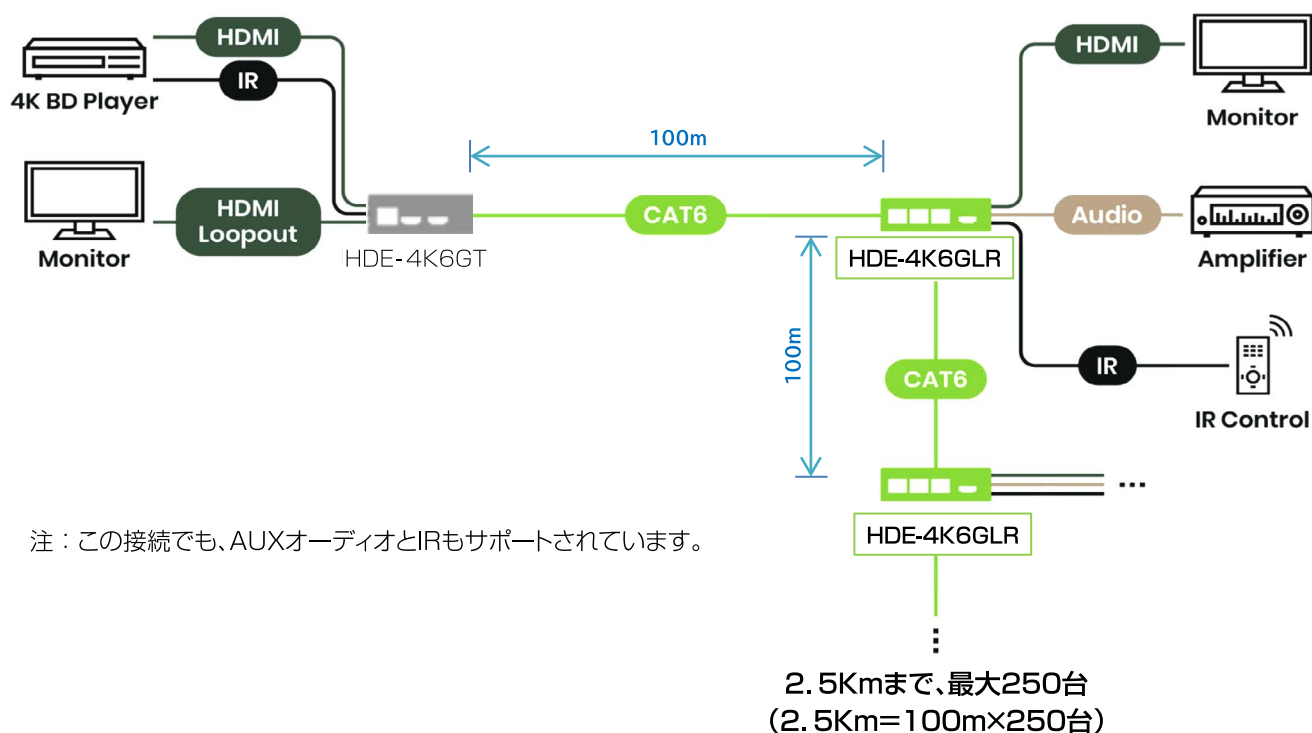 HDMI
IR
4K BD Player
HDMI
Loopout
Monitor
HDE-4K6GT
100m
CAT6
HDMI
Monitor
Audio
Amplifier
HDE-4K6GLR
100m
CAT6
IR
IR Control
...
HDE-4K6GLR
注：この接続でも、AUXオーディオとIRもサポートされています。
⋮
2.5Kmまで、最大250台
（2.5Km=100m×250台）